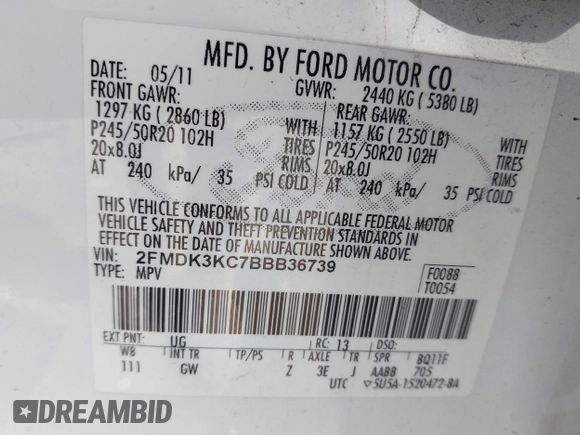 MFD. BY FORD MOTOR CO.
DATE: 05/11 GVWR: 2440 KG ( 5380 LB)
FRONT GAWR: REAR GAWR:
1297 KG ( 2860 LB) WITH 1157 KG ( 2550 LB) WITH
P245/50R20 102H TIRES P245/50R20 102H TIRES
20x8.0J RIMS 20x8.0J RIMS
AT 240 kPa/ 35 PSI COLD AT 240 kPa/ 35 PSI COLD
THIS VEHICLE CONFORMS TO ALL APPLICABLE FEDERAL MOTOR
VEHICLE SAFETY AND THEFT PREVENTION STANDARDS IN
EFFECT ON THE DATE OF MANUFACTURE SHOWN ABOVE.
VIN: 2FMDK3KC7BBB36739 F0088
TYPE: MPV T0054
EXT PNT: UG RC: 13 DSO:
WB INT TR TP/PS R AXLE TR SPR BQ11F
111 GW Z 3E J AABB 705
UTC 5U5A-1520472-BA
Ford
DREAMBID